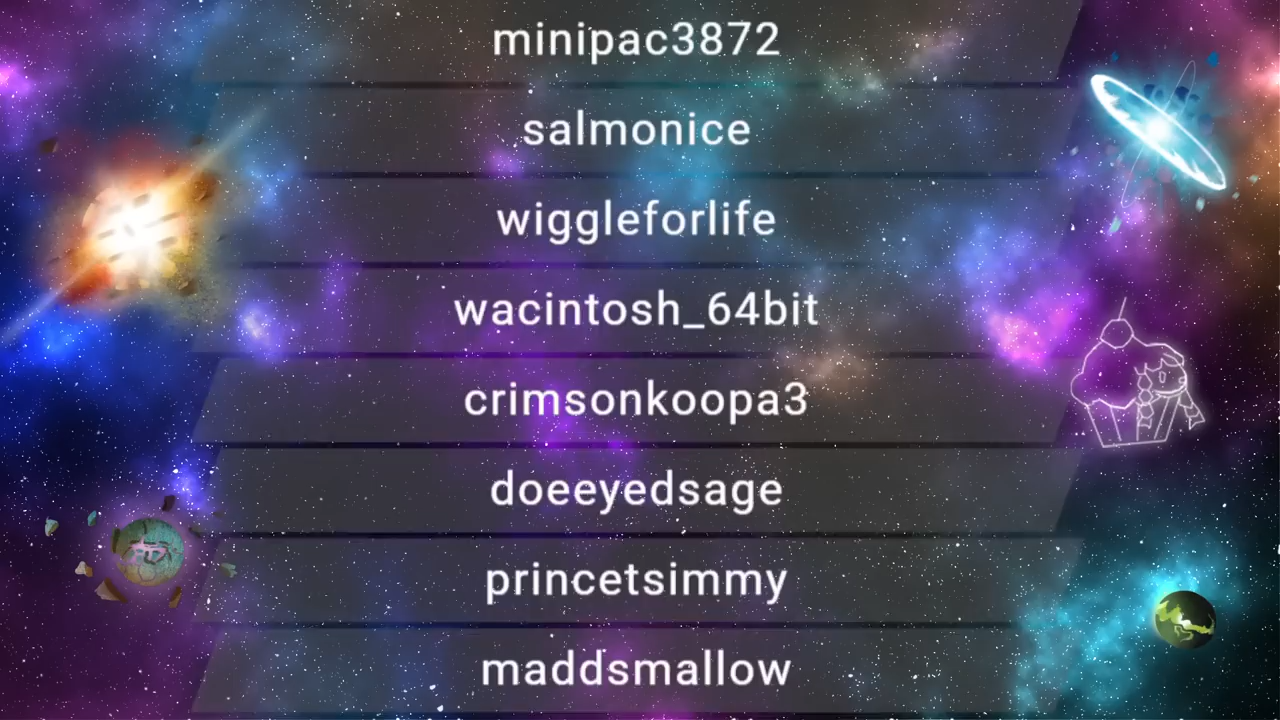 minipac3872
salmonice
wiggleforlife
wacintosh_64bit
crimsonkoopa3
doeeyedsage
princetsimmy
maddsmallow